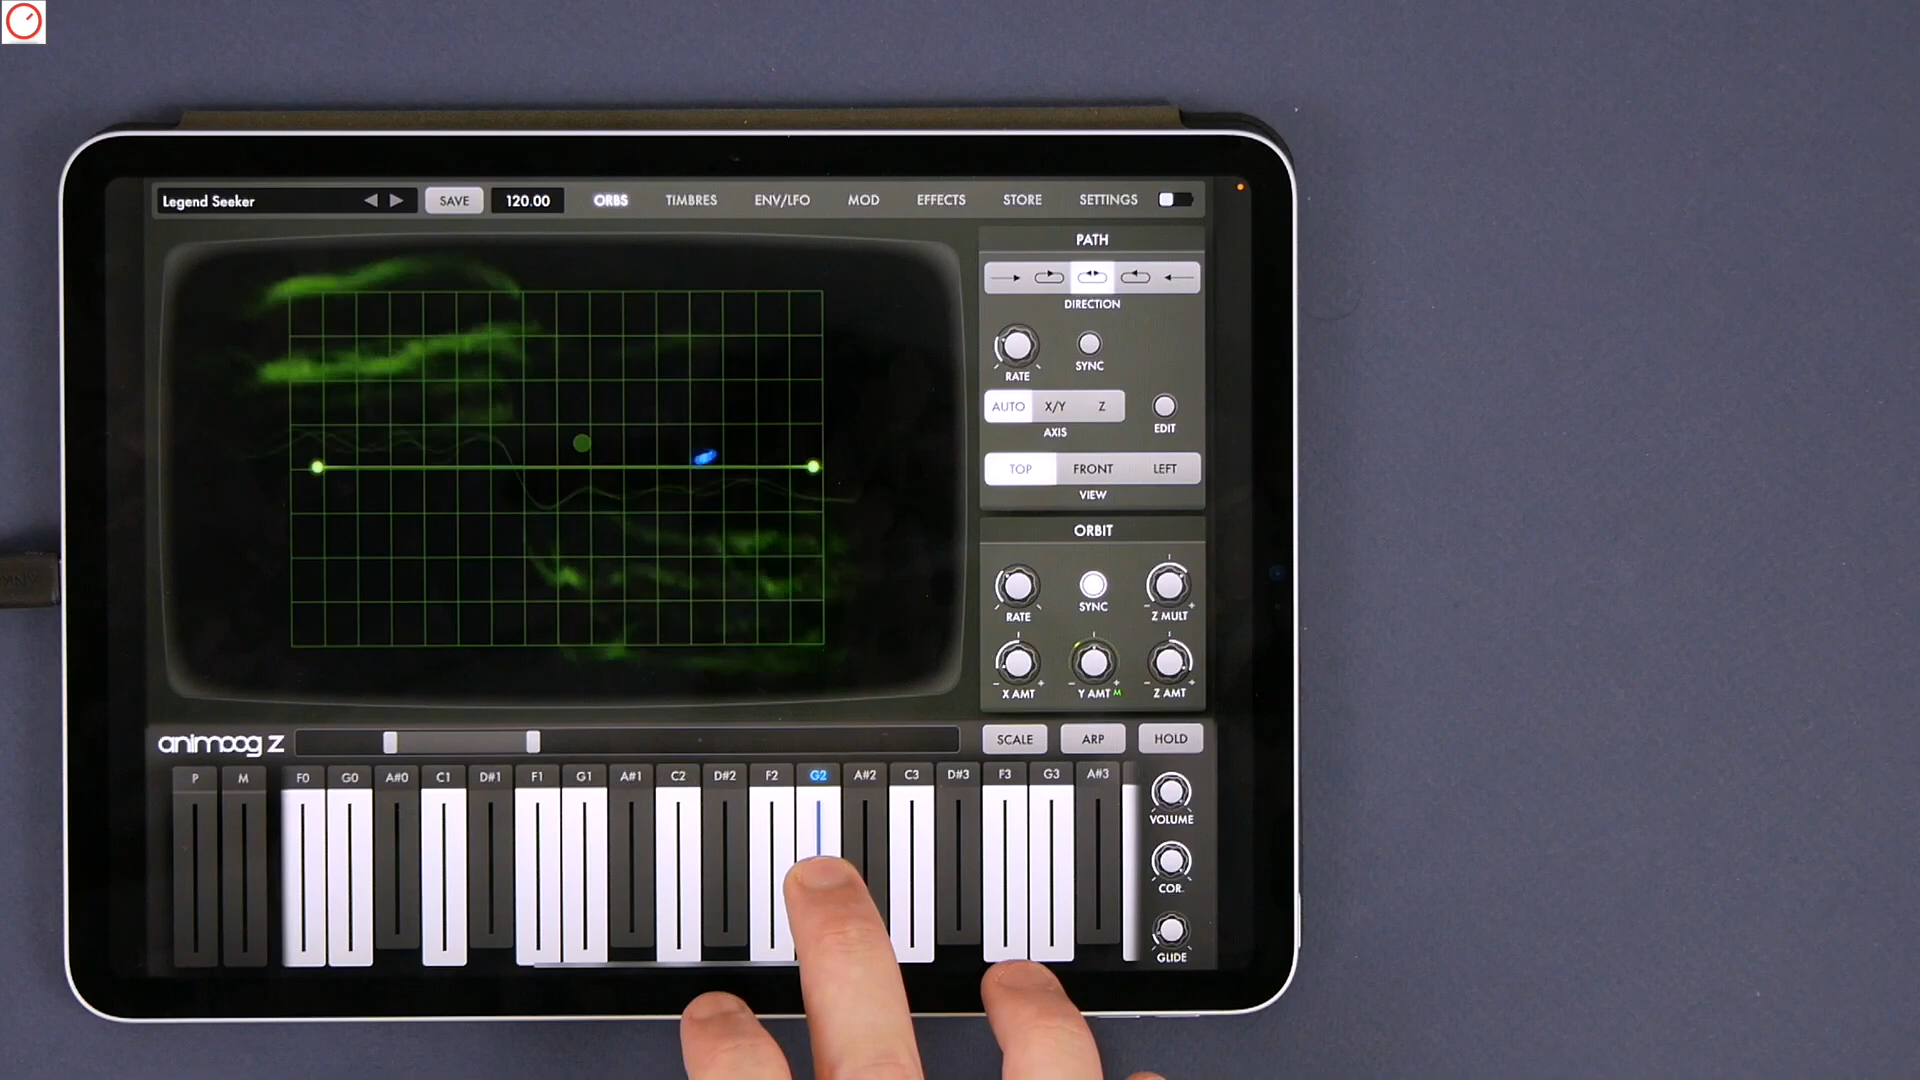 Legend Seeker SAVE 120.00 ORBS TIMBRES ENV/LFO MOD EFFECTS STORE SETTINGS
PATH
DIRECTION
RATE SYNC
AUTO X/Y Z
AXIS EDIT
TOP FRONT LEFT
VIEW
ORBIT
RATE SYNC Z MULT
X AMT Y AMT M Z AMT
animoog Z SCALE ARP HOLD
P M F0 G0 A#0 C1 D#1 F1 G1 A#1 C2 D#2 F2 G2 A#2 C3 D#3 F3 G3 A#3
VOLUME
COR.
GLIDE